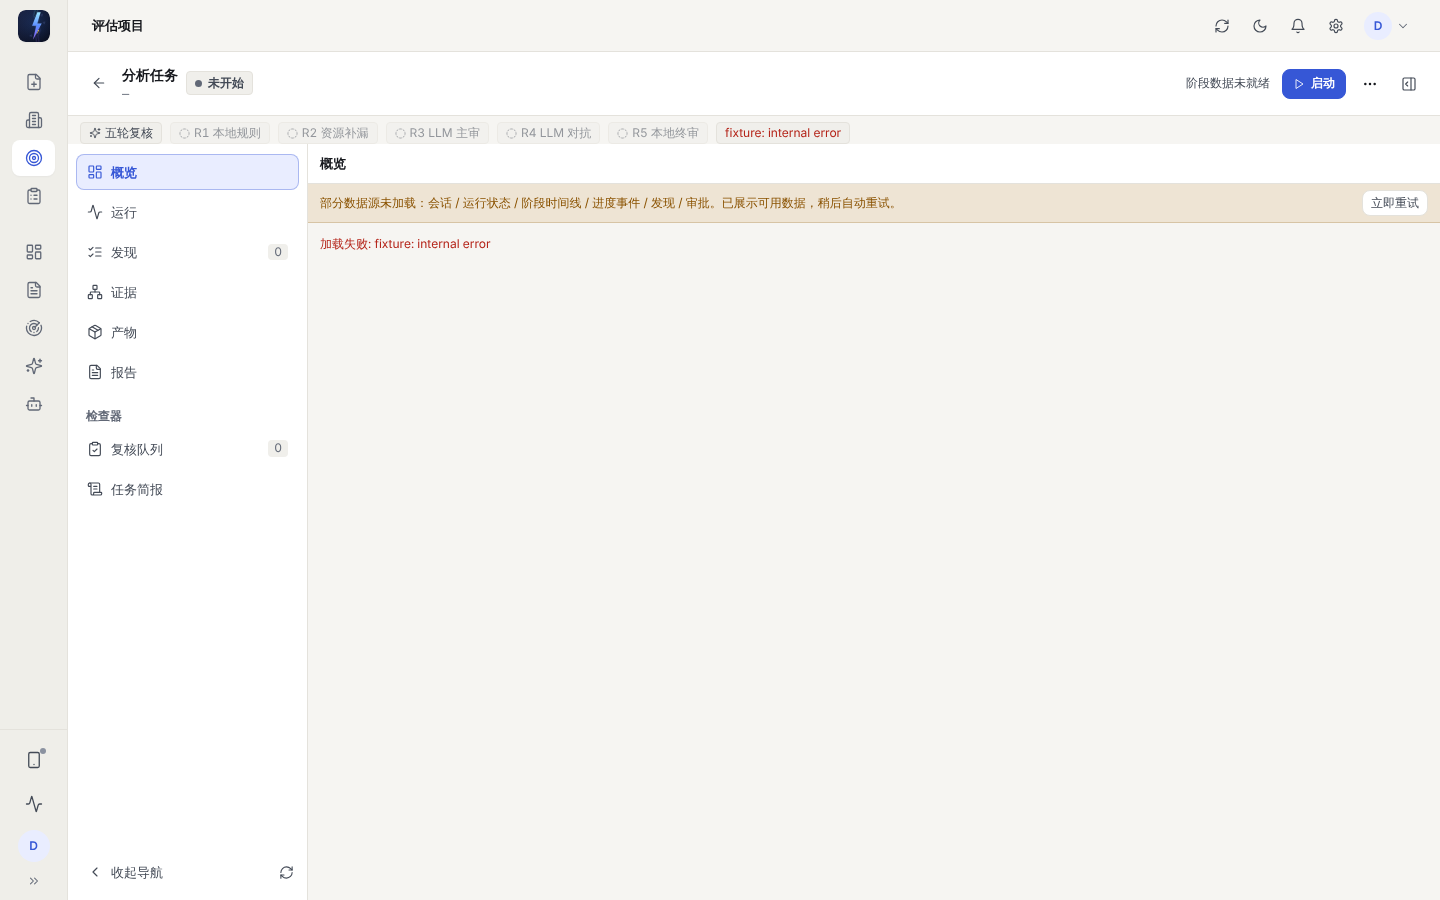 评估项目
D
分析任务
—
未开始
阶段数据未就绪
启动
五轮复核
R1 本地规则
R2 资源补漏
R3 LLM 主审
R4 LLM 对抗
R5 本地终审
fixture: internal error
概览
运行
发现
0
证据
产物
报告
检查器
复核队列
0
任务简报
收起导航
概览
部分数据源未加载：会话 / 运行状态 / 阶段时间线 / 进度事件 / 发现 / 审批。已展示可用数据，稍后自动重试。
立即重试
加载失败: fixture: internal error
D